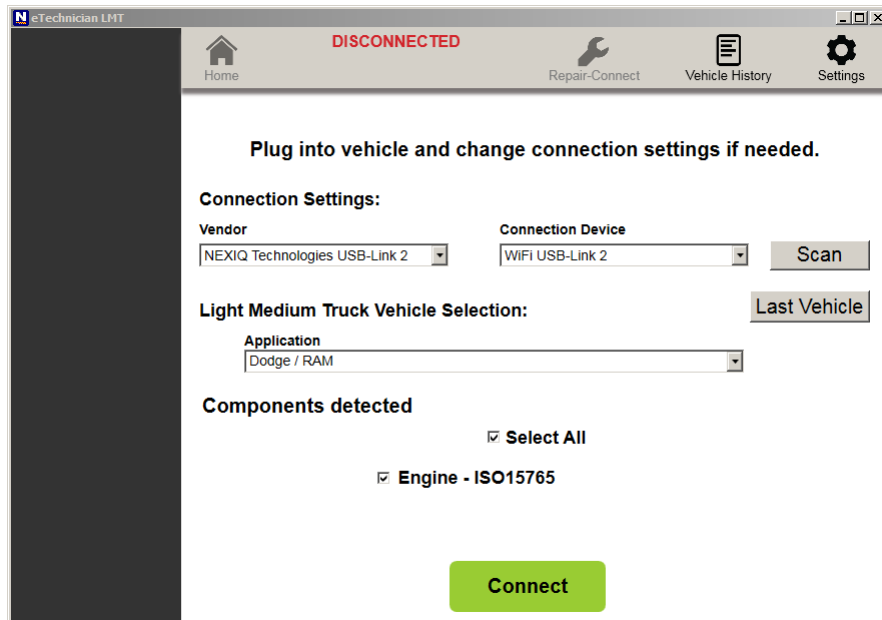 N eTechnician LMT
DISCONNECTED
Home
Repair-Connect
Vehicle History
Settings
Plug into vehicle and change connection settings if needed.
Connection Settings:
Vendor
Connection Device
NEXIQ Technologies USB-Link 2
WiFi USB-Link 2
Scan
Last Vehicle
Light Medium Truck Vehicle Selection:
Application
Dodge / RAM
Components detected
Select All
Engine - ISO15765
Connect